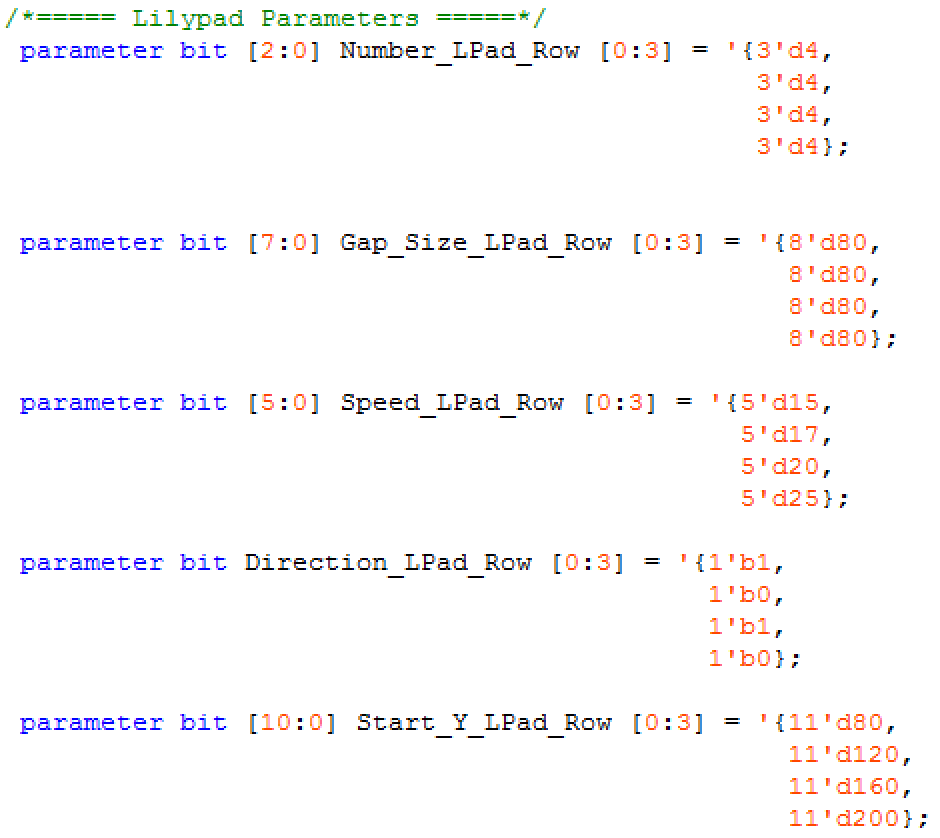 /*===== Lilypad Parameters =====*/
parameter bit [2:0] Number_LPad_Row [0:3] = '{3'd4,
3'd4,
3'd4,
3'd4};
parameter bit [7:0] Gap_Size_LPad_Row [0:3] = '{8'd80,
8'd80,
8'd80,
8'd80};
parameter bit [5:0] Speed_LPad_Row [0:3] = '{5'd15,
5'd17,
5'd20,
5'd25};
parameter bit Direction_LPad_Row [0:3] = '{1'b1,
1'b0,
1'b1,
1'b0};
parameter bit [10:0] Start_Y_LPad_Row [0:3] = '{11'd80,
11'd120,
11'd160,
11'd200};